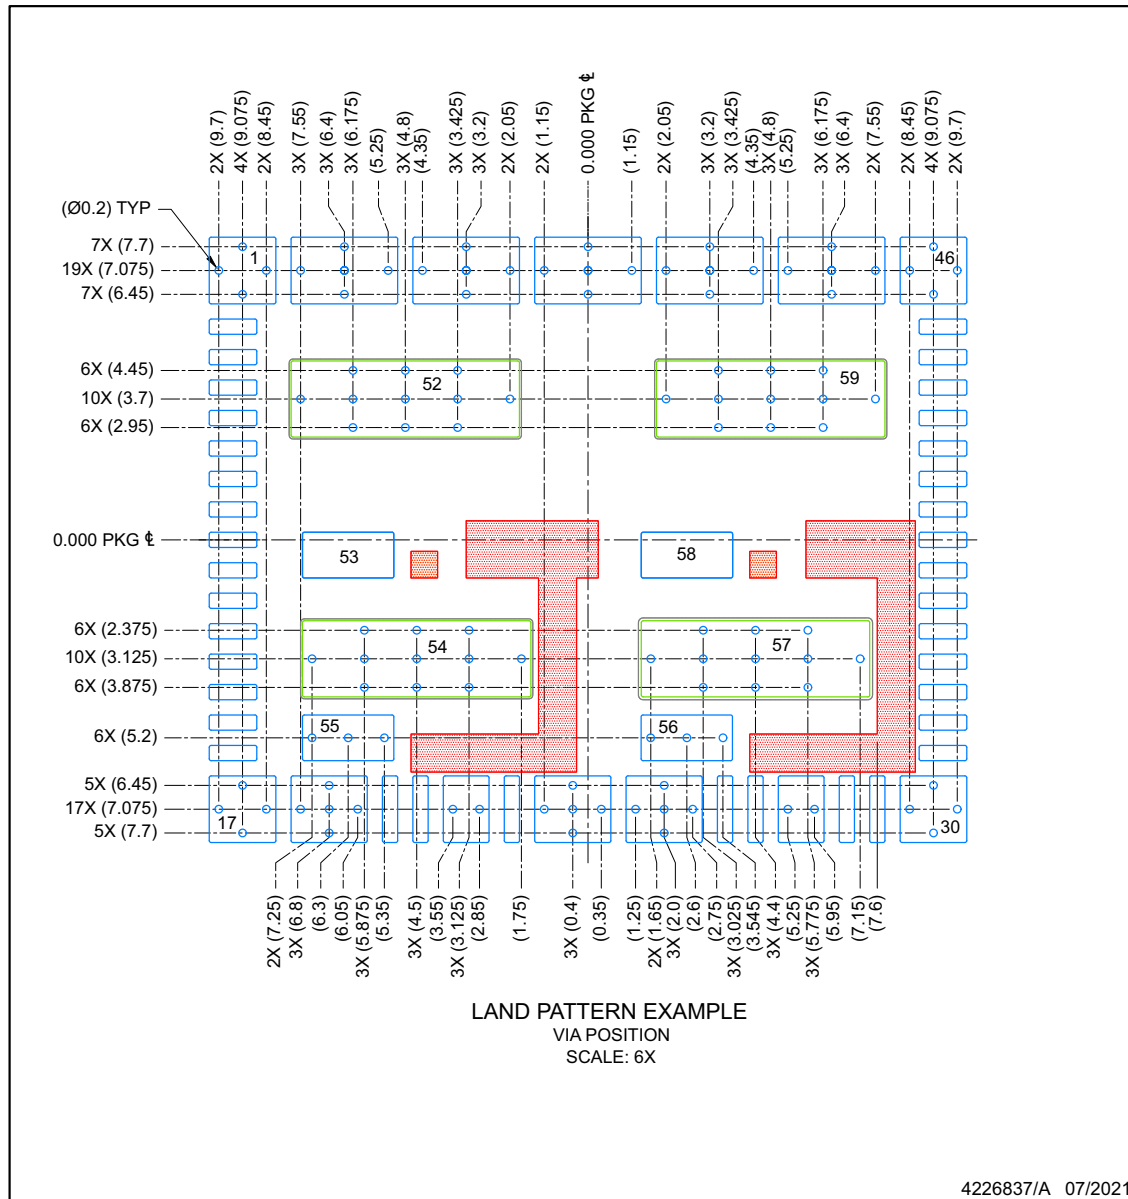 2X (9.7)
4X (9.075)
2X (8.45)
3X (7.55)
3X (6.4)
3X (6.175)
(5.25)
3X (4.8)
(4.35)
3X (3.425)
3X (3.2)
2X (2.05)
2X (1.15)
0.000 PKG ℄
(1.15)
2X (2.05)
3X (3.2)
3X (3.425)
(4.35)
3X (4.8)
(5.25)
3X (6.175)
3X (6.4)
2X (7.55)
2X (8.45)
4X (9.075)
2X (9.7)
(Ø0.2) TYP
7X (7.7)
1
46
19X (7.075)
7X (6.45)
6X (4.45)
52
59
10X (3.7)
6X (2.95)
0.000 PKG ℄
53
58
6X (2.375)
54
57
10X (3.125)
6X (3.875)
55
56
6X (5.2)
5X (6.45)
17X (7.075)
17
30
5X (7.7)
2X (7.25)
3X (6.8)
(6.3)
(6.05)
3X (5.875)
(5.35)
3X (4.5)
(3.55)
3X (3.125)
(2.85)
(1.75)
3X (0.4)
(0.35)
(1.25)
2X (1.65)
3X (2.0)
(2.6)
(2.75)
3X (3.025)
(3.545)
3X (4.4)
(5.25)
3X (5.775)
(5.95)
(7.15)
(7.6)
LAND PATTERN EXAMPLE
VIA POSITION
SCALE: 6X
4226837/A 07/2021